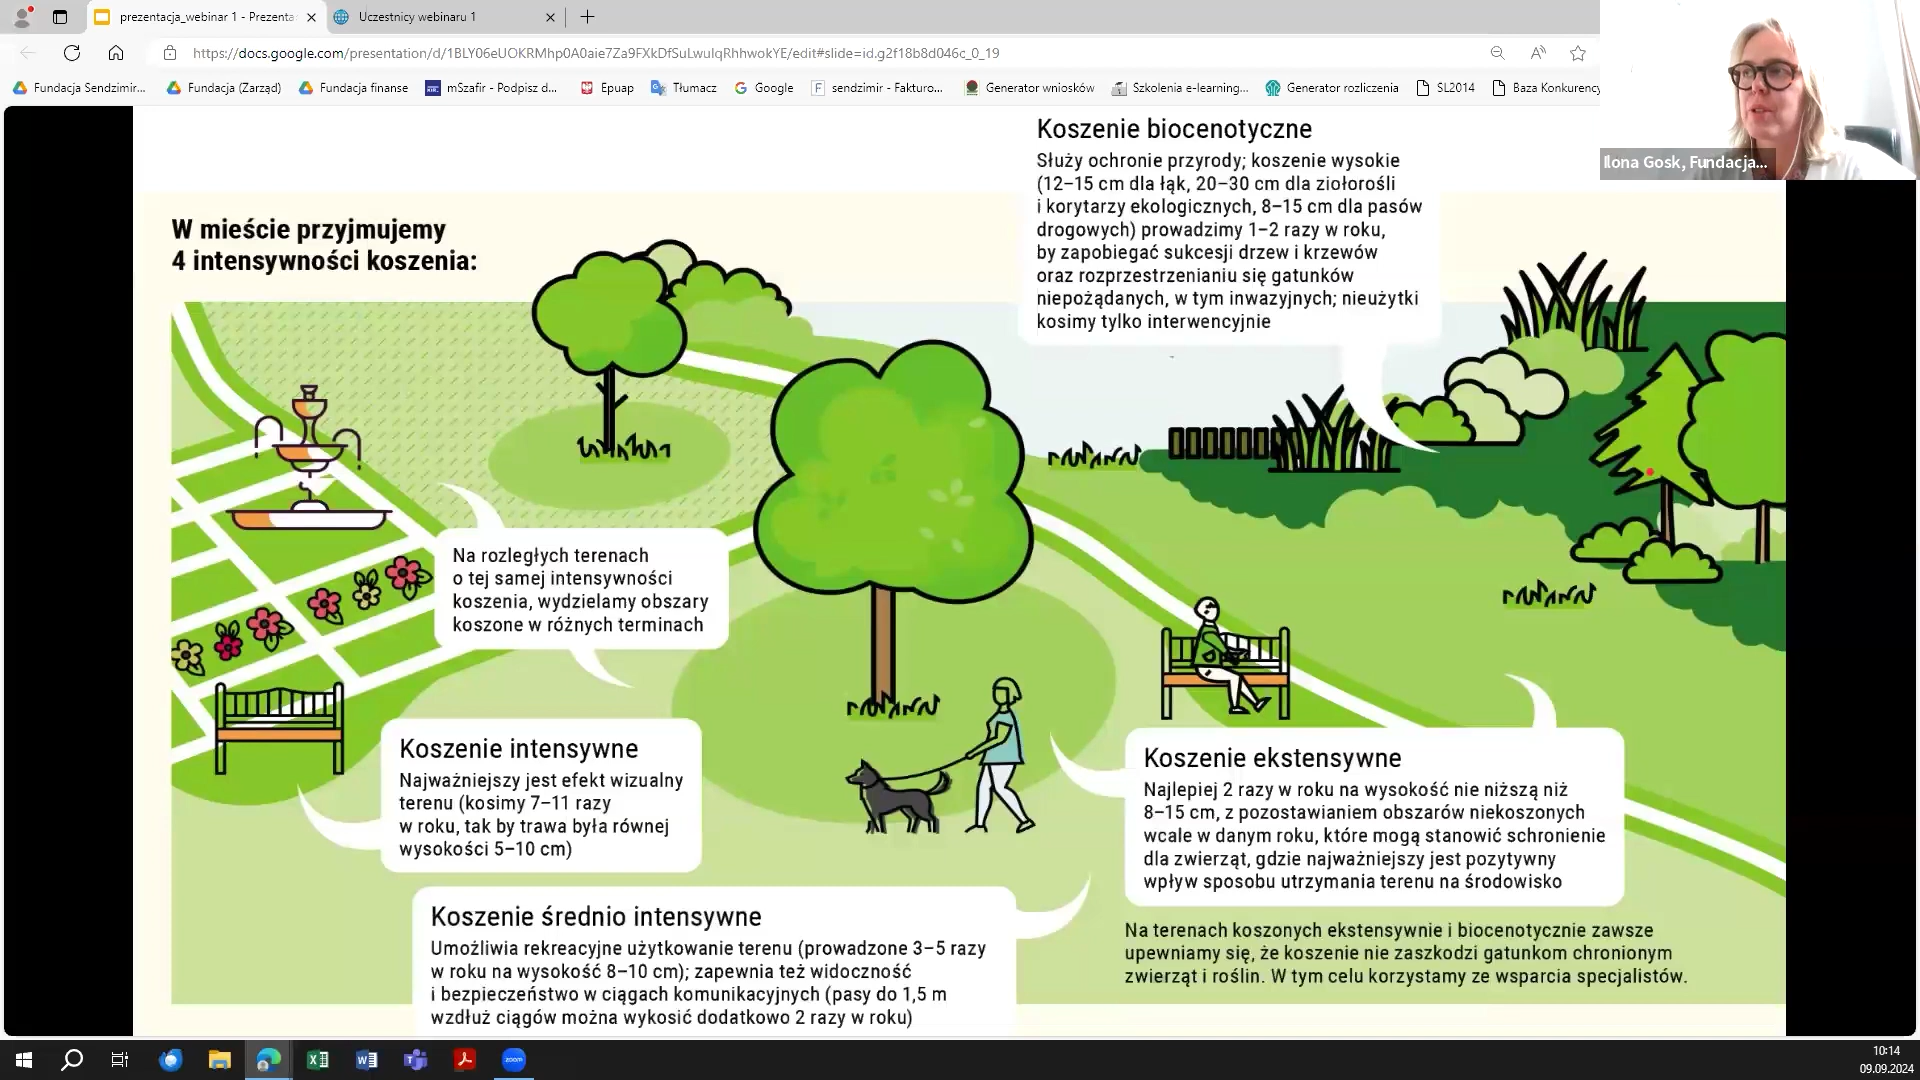 prezentacja_webinar 1 - Prezenta
Uczestnicy webinaru 1
https://docs.google.com/presentation/d/1BLY06eUOKRMhp0A0aie7Za9FXkDfSuLwulqRhhwokYE/edit#slide=id.g2f18b8d046c_0_19
Fundacja Sendzimir...
Fundacja (Zarząd)
Fundacja finanse
mSzafir - Podpisz d...
Epuap
Tłumacz
Google
sendzimir - Fakturo...
Generator wniosków
Szkolenia e-learning...
Generator rozliczenia
SL2014
Baza Konkurency
Ilona Gosk, Fundacja...
W mieście przyjmujemy
4 intensywności koszenia:
Koszenie biocenotyczne
Służy ochronie przyrody; koszenie wysokie
(12–15 cm dla łąk, 20–30 cm dla ziołorośli
i korytarzy ekologicznych, 8–15 cm dla pasów
drogowych) prowadzimy 1–2 razy w roku,
by zapobiegać sukcesji drzew i krzewów
oraz rozprzestrzenianiu się gatunków
niepożądanych, w tym inwazyjnych; nieużytki
kosimy tylko interwencyjnie
Na rozległych terenach
o tej samej intensywności
koszenia, wydzielamy obszary
koszone w różnych terminach
Koszenie intensywne
Najważniejszy jest efekt wizualny
terenu (kosimy 7–11 razy
w roku, tak by trawa była równej
wysokości 5–10 cm)
Koszenie średnio intensywne
Umożliwia rekreacyjne użytkowanie terenu (prowadzone 3–5 razy
w roku na wysokość 8–10 cm); zapewnia też widoczność
i bezpieczeństwo w ciągach komunikacyjnych (pasy do 1,5 m
wzdłuż ciągów można wykosić dodatkowo 2 razy w roku)
Koszenie ekstensywne
Najlepiej 2 razy w roku na wysokość nie niższą niż
8–15 cm, z pozostawianiem obszarów niekoszonych
wcale w danym roku, które mogą stanowić schronienie
dla zwierząt, gdzie najważniejszy jest pozytywny
wpływ sposobu utrzymania terenu na środowisko
Na terenach koszonych ekstensywnie i biocenotycznie zawsze
upewniamy się, że koszenie nie zaszkodzi gatunkom chronionym
zwierząt i roślin. W tym celu korzystamy ze wsparcia specjalistów.
zoom
10:14
09.09.2024